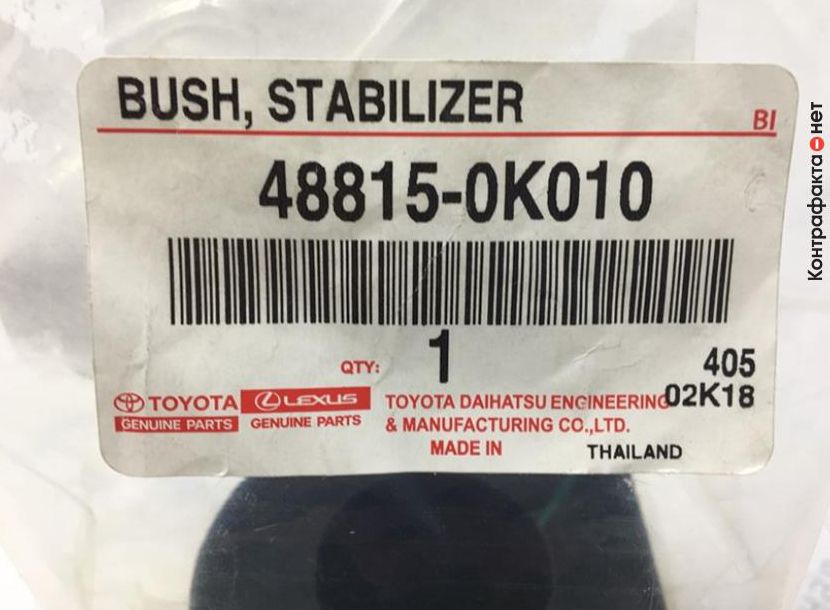 BUSH, STABILIZER
BI
48815-0K010
QTY: 1
405
02K18
TOYOTA
GENUINE PARTS
LEXUS
GENUINE PARTS
TOYOTA DAIHATSU ENGINEERING
& MANUFACTURING CO.,LTD.
MADE IN THAILAND
Контрафакта нет